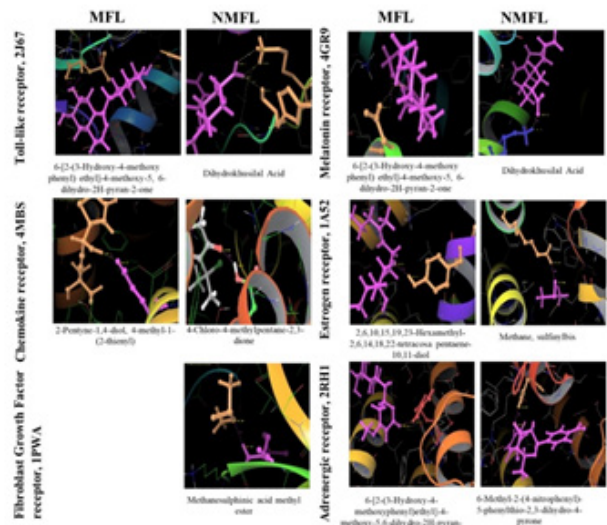 MFL NMFL MFL NMFL
Toll-like receptor, 2J67
6-[2-(3-Hydroxy-4-methoxy
phenyl) ethyl]-4-methoxy-5, 6-
dihydro-2H-pyran-2-one
Dihydrokhusilal Acid
Melatonin receptor, 4GR9
6-[2-(3-Hydroxy-4-methoxy
phenyl) ethyl]-4-methoxy-5, 6-
dihydro-2H-pyran-2-one
Dihydrokhusilal Acid
Chemokine receptor, 4MBS
2-Pentyne-1,4-diol, 4-methyl-1-
(2-thienyl)
4-Chloro-4-methylpentane-2,3-
dione
Estrogen receptor, 1A52
2,6,10,15,19,23-Hexamethyl-
2,6,14,18,22-tetracosa pentaene-
10,11-diol
Methane, sulfinylbis-
Fibroblast Growth Factor
receptor, 1PWA
Methanesulphinic acid methyl
ester
Adrenergic receptor, 2RH1
6-[2-(3-Hydroxy-4-
methoxyphenyl)ethyl]-4-
methoxy-5,6-dihydro-2H-pyran-
6-Methyl-2-(4-nitrophenyl)-
5-phenylthio-2,3-dihydro-4-
pyrone